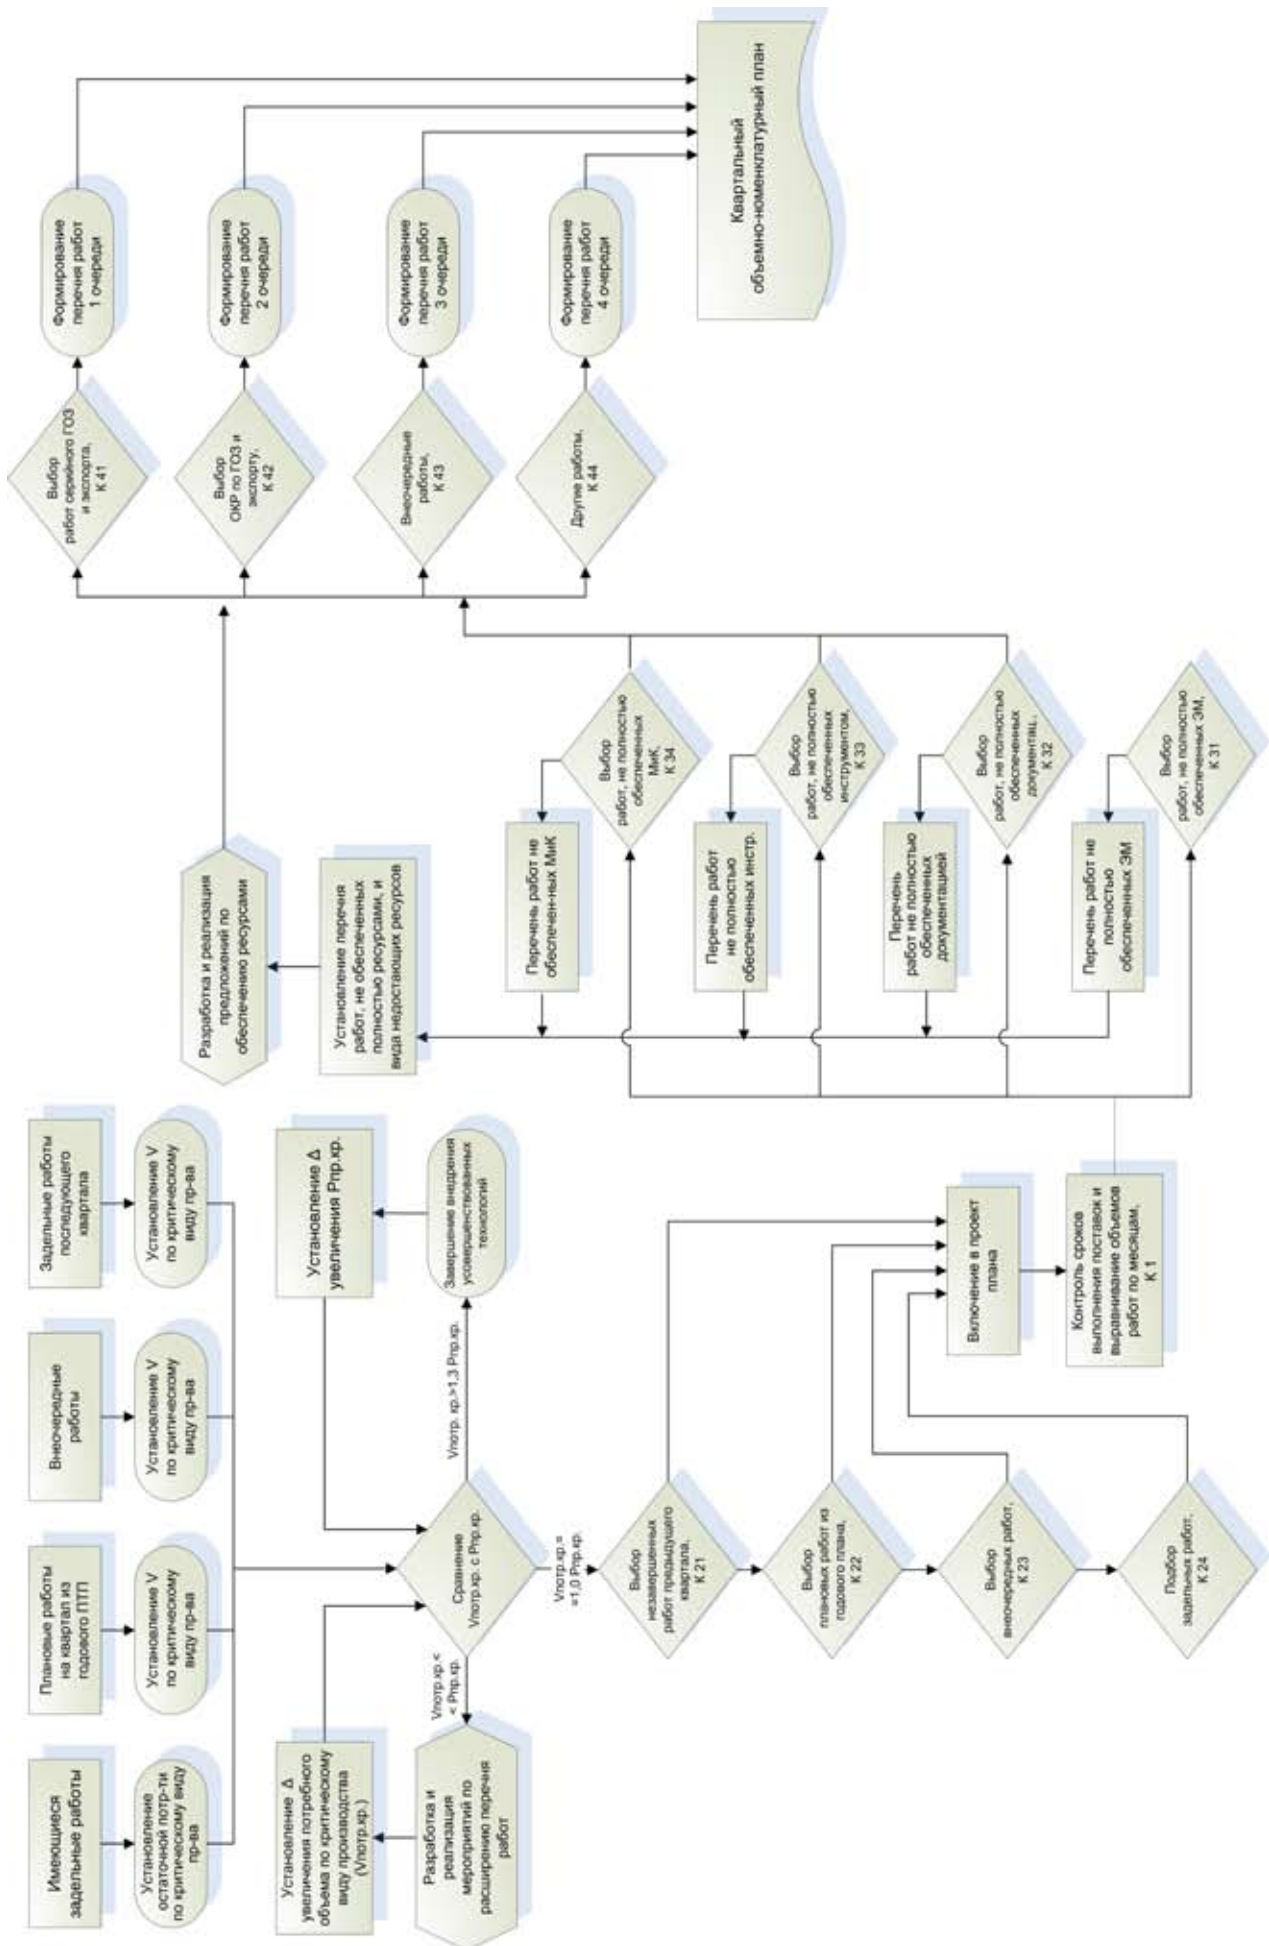 Имеющиеся
задельные работы
Плановые работы
на квартал из
годового ПТП
Внеочередные
работы
Задельные работы
последующего
квартала
Установление
остаточной потр-ти
по критическому виду
пр-ва
Установление V
по критическому
виду пр-ва
Установление V
по критическому
виду пр-ва
Установление V
по критическому
виду пр-ва
Установление Δ
увеличения потребного
объема по критическому
виду производства
(Vпотр.кр.)
Установление Δ
увеличения Рпр.кр.
Разработка и
реализация
мероприятий по
расширению перечня
работ
Vпотр.кр.<
< Рпр.кр.
Сравнение
Vпотр.кр. с Рпр.кр.
Vпотр. кр.>1,3 Рпр.кр.
Завершение внедрения
усовершенствованных
технологий
Vпотр.кр.=
=1,0 Рпр.кр.
Выбор
незавершенных
работ предыдущего
квартала,
К 21
Выбор
плановых работ из
годового плана,
К 22
Выбор
внеочередных работ,
К 23
Подбор
задельных работ,
К 24
Включение в проект
плана
Контроль сроков
выполнения поставок и
выравнивание объемов
работ по месяцам,
К 1
Разработка и реализация
предложений по
обеспечению ресурсами
Установление перечня
работ, не обеспеченных
полностью ресурсами, и
вида недостающих ресурсов
Перечень работ не
обеспечен-ных МиК
Выбор
работ, не полностью
обеспеченных
МиК,
К 34
Перечень работ
не полностью
обеспеченных инстр.
Выбор
работ, не полностью
обеспеченных
инструментом,
К 33
Перечень
работ не полностью
обеспеченных
документацией
Выбор
работ, не полностью
обеспеченных
документац.,
К 32
Перечень работ не
полностью
обеспеченных ЭМ
Выбор
работ, не полностью
обеспеченных ЭМ,
К 31
Выбор
работ серийного ГОЗ
и экспорта,
К 41
Формирование
перечня работ
1 очереди
Выбор
ОКР по ГОЗ и
экспорту,
К 42
Формирование
перечня работ
2 очереди
Внеочередные
работы,
К 43
Формирование
перечня работ
3 очереди
Другие работы,
К 44
Формирование
перечня работ
4 очереди
Квартальный
объемно-номенклатурный план